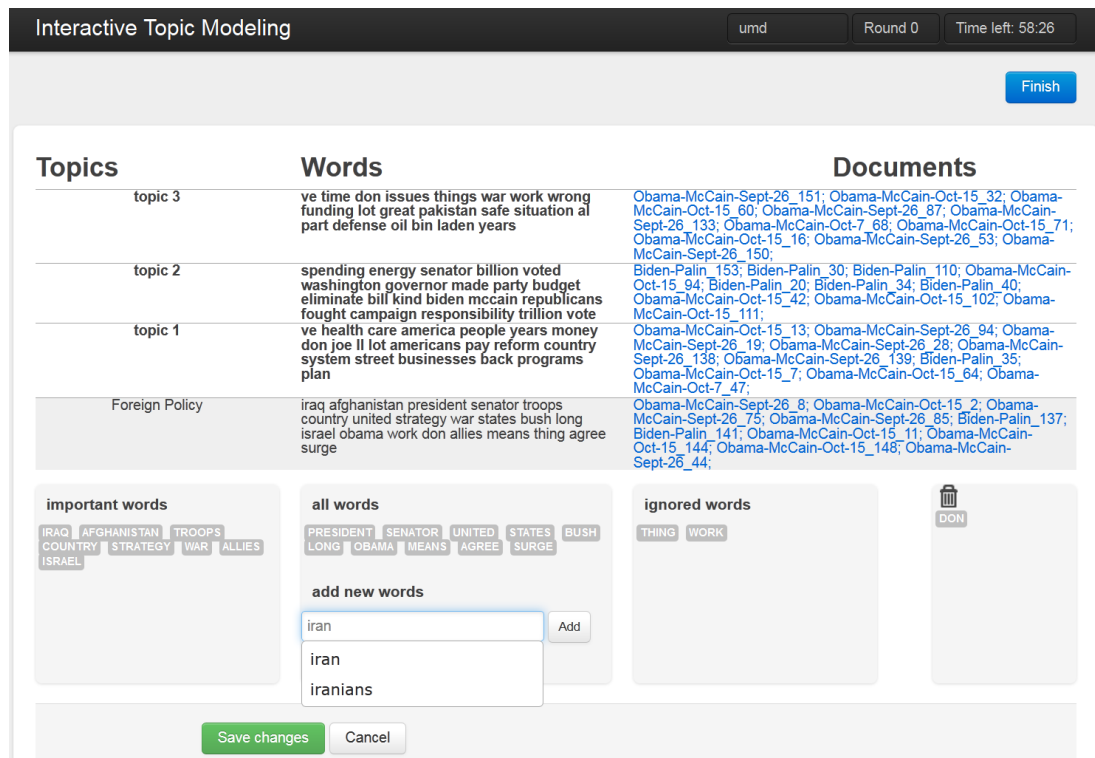 Interactive Topic Modeling
umd
Round 0
Time left: 58:26
Finish
Topics
Words
Documents
topic 3
ve time don issues things war work wrong
funding lot great pakistan safe situation al
part defense oil bin laden years
Obama-McCain-Sept-26_151; Obama-McCain-Oct-15_32; Obama-
McCain-Oct-15_60; Obama-McCain-Sept-26_87; Obama-McCain-
Sept-26_133; Obama-McCain-Oct-7_68; Obama-McCain-Oct-15_71;
Obama-McCain-Oct-15_16; Obama-McCain-Sept-26_53; Obama-
McCain-Sept-26_150;
topic 2
spending energy senator billion voted
washington governor made party budget
eliminate bill kind biden mccain republicans
fought campaign responsibility trillion vote
Biden-Palin_153; Biden-Palin_30; Biden-Palin_110; Obama-McCain-
Oct-15_94; Biden-Palin_20; Biden-Palin_34; Biden-Palin_40;
Obama-McCain-Oct-15_42; Obama-McCain-Oct-15_102; Obama-
McCain-Oct-15_111;
topic 1
ve health care america people years money
don joe ll lot americans pay reform country
system street businesses back programs
plan
Obama-McCain-Oct-15_13; Obama-McCain-Sept-26_94; Obama-
McCain-Sept-26_19; Obama-McCain-Sept-26_28; Obama-McCain-
Sept-26_138; Obama-McCain-Sept-26_139; Biden-Palin_35;
Obama-McCain-Oct-15_7; Obama-McCain-Oct-15_64; Obama-
McCain-Oct-7_47;
Foreign Policy
iraq afghanistan president senator troops
country united strategy war states bush long
israel obama work don allies means thing agree
surge
Obama-McCain-Sept-26_8; Obama-McCain-Oct-15_2; Obama-
McCain-Sept-26_75; Obama-McCain-Sept-26_85; Biden-Palin_137;
Biden-Palin_141; Obama-McCain-Oct-15_11; Obama-McCain-
Oct-15_144; Obama-McCain-Oct-15_148; Obama-McCain-
Sept-26_44;
important words
IRAQ AFGHANISTAN TROOPS
COUNTRY STRATEGY WAR ALLIES
ISRAEL
all words
PRESIDENT SENATOR UNITED STATES BUSH
LONG OBAMA MEANS AGREE SURGE
add new words
iran
Add
iran
iranians
ignored words
THING WORK
DON
Save changes
Cancel